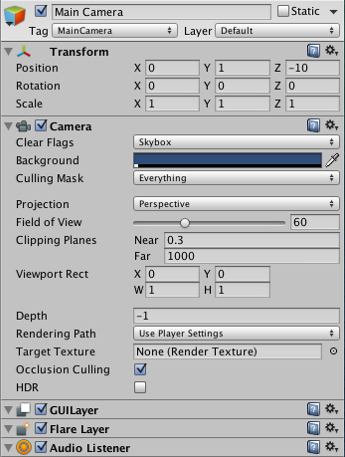 Main Camera Static
Tag MainCamera Layer Default
Transform
Position X 0 Y 1 Z -10
Rotation X 0 Y 0 Z 0
Scale X 1 Y 1 Z 1
Camera
Clear Flags Skybox
Background
Culling Mask Everything
Projection Perspective
Field of View 60
Clipping Planes Near 0.3
Far 1000
Viewport Rect X 0 Y 0
W 1 H 1
Depth -1
Rendering Path Use Player Settings
Target Texture None (Render Texture)
Occlusion Culling
HDR
GUILayer
Flare Layer
Audio Listener